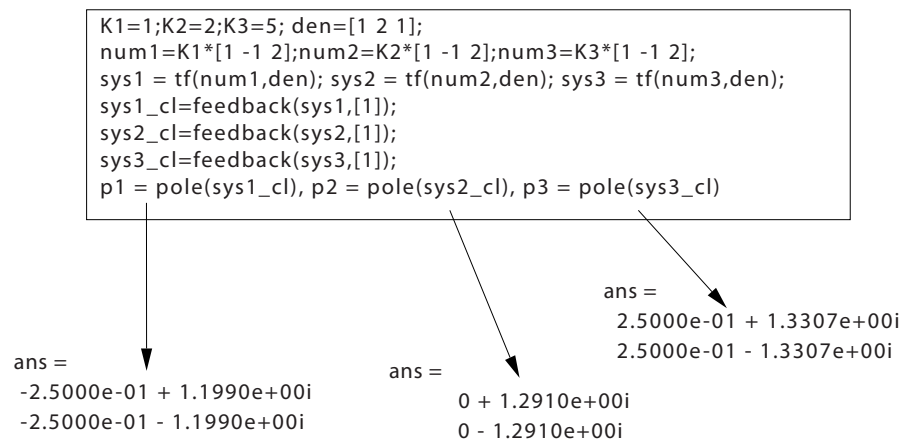 K1=1;K2=2;K3=5; den=[1 2 1];
num1=K1*[1 -1 2];num2=K2*[1 -1 2];num3=K3*[1 -1 2];
sys1 = tf(num1,den); sys2 = tf(num2,den); sys3 = tf(num3,den);
sys1_cl=feedback(sys1,[1]);
sys2_cl=feedback(sys2,[1]);
sys3_cl=feedback(sys3,[1]);
p1 = pole(sys1_cl), p2 = pole(sys2_cl), p3 = pole(sys3_cl)
ans =
-2.5000e-01 + 1.1990e+00i
-2.5000e-01 - 1.1990e+00i
ans =
0 + 1.2910e+00i
0 - 1.2910e+00i
ans =
2.5000e-01 + 1.3307e+00i
2.5000e-01 - 1.3307e+00i